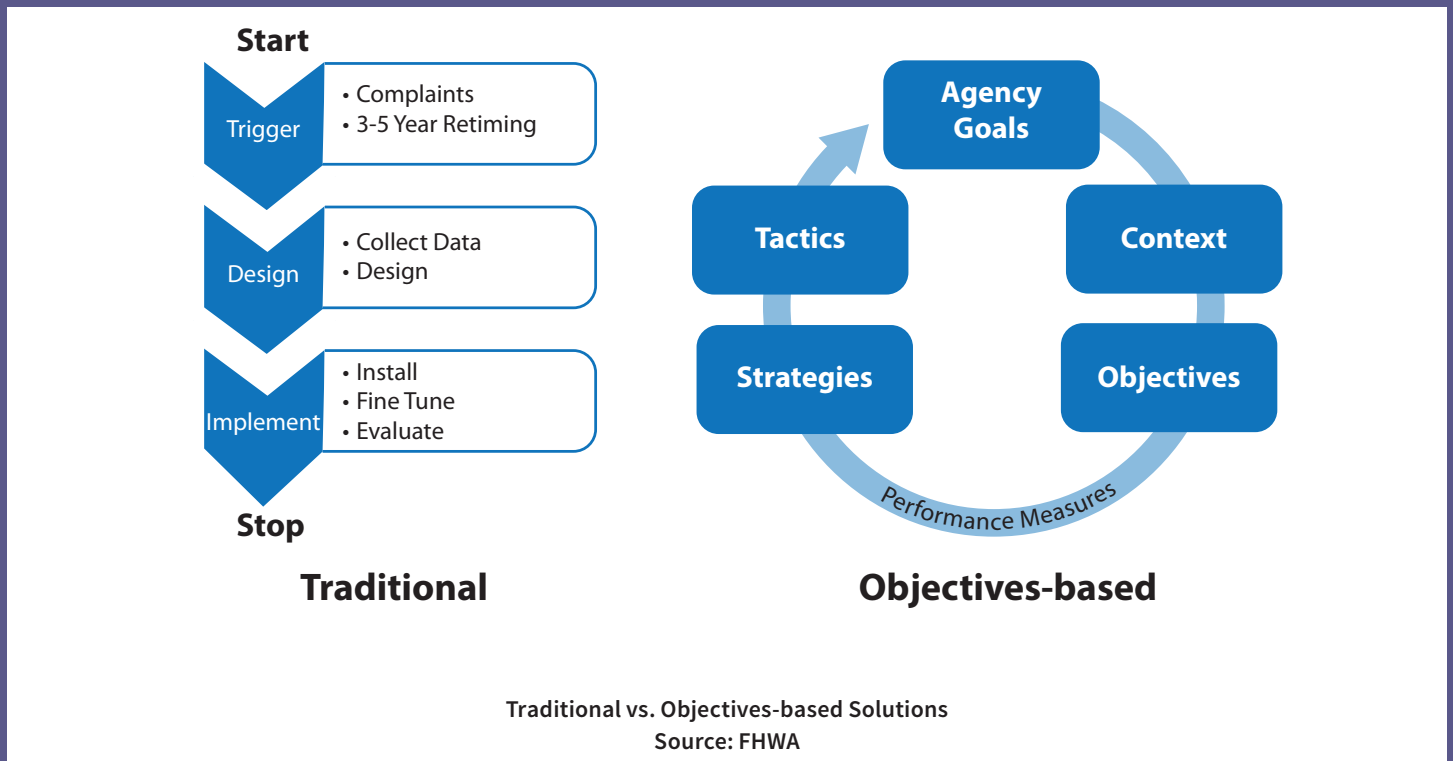 Start
Trigger
• Complaints
• 3-5 Year Retiming
Design
• Collect Data
• Design
Implement
• Install
• Fine Tune
• Evaluate
Stop
Traditional
Agency
Goals
Context
Objectives
Performance Measures
Strategies
Tactics
Objectives-based
Traditional vs. Objectives-based Solutions
Source: FHWA